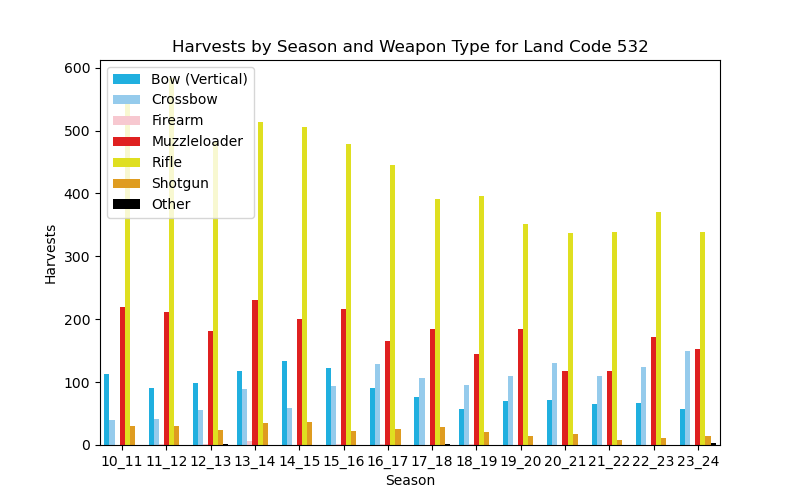 Harvests by Season and Weapon Type for Land Code 532
Bow (Vertical)
Crossbow
Firearm
Muzzleloader
Rifle
Shotgun
Other
Harvests
600
500
400
300
200
100
0
10_11 11_12 12_13 13_14 14_15 15_16 16_17 17_18 18_19 19_20 20_21 21_22 22_23 23_24
Season